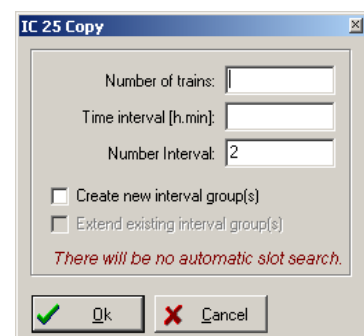 IC 25 Copy
Number of trains:
Time interval [h.min]:
Number Interval: 2
Create new interval group(s)
Extend existing interval group(s)
There will be no automatic slot search.
Ok Cancel